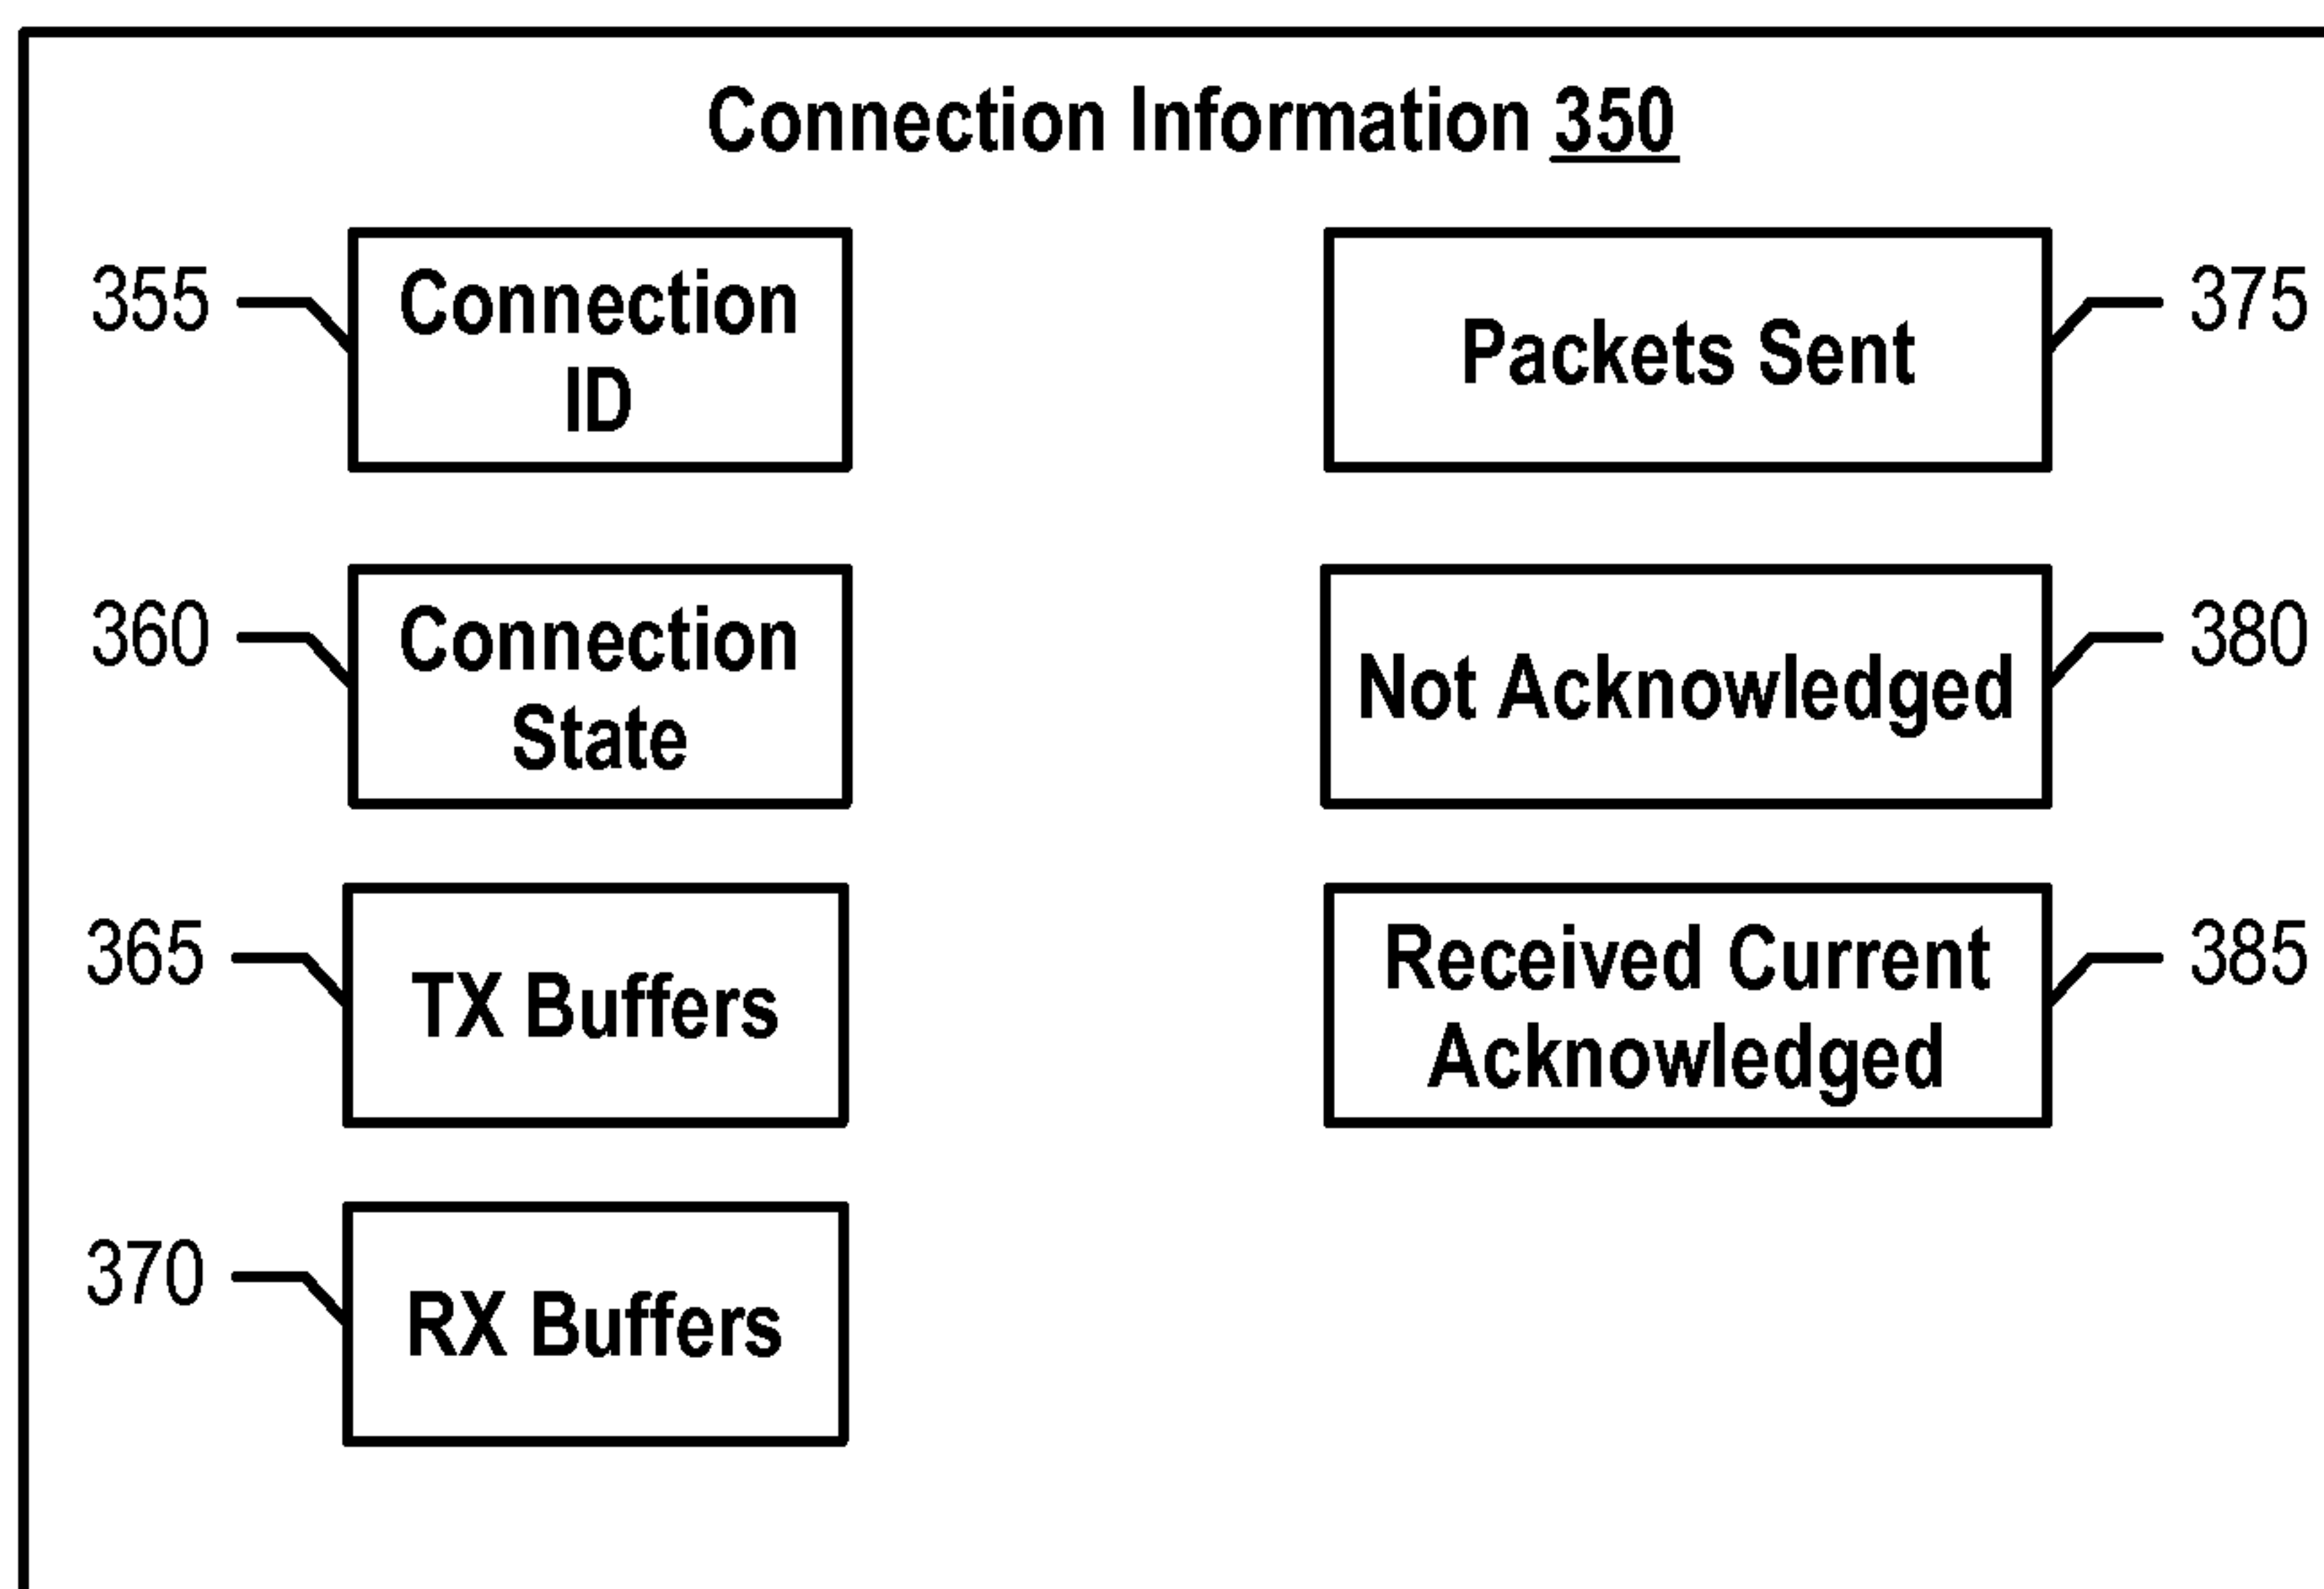 Connection Information 350
355
Connection
ID
360
Connection
State
365
TX Buffers
370
RX Buffers
Packets Sent
375
Not Acknowledged
380
Received Current
Acknowledged
385